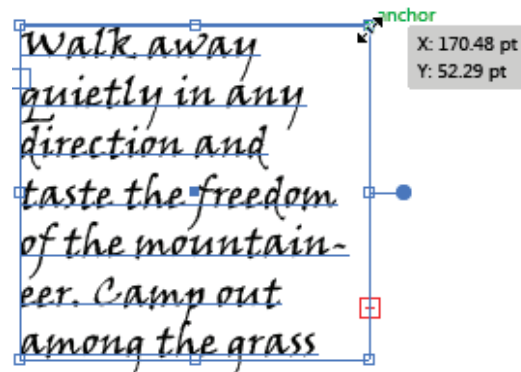 Walk away
quietly in any
direction and
taste the freedom
of the mountain-
eer. Camp out
among the grass
anchor
X: 170.48 pt
Y: 52.29 pt